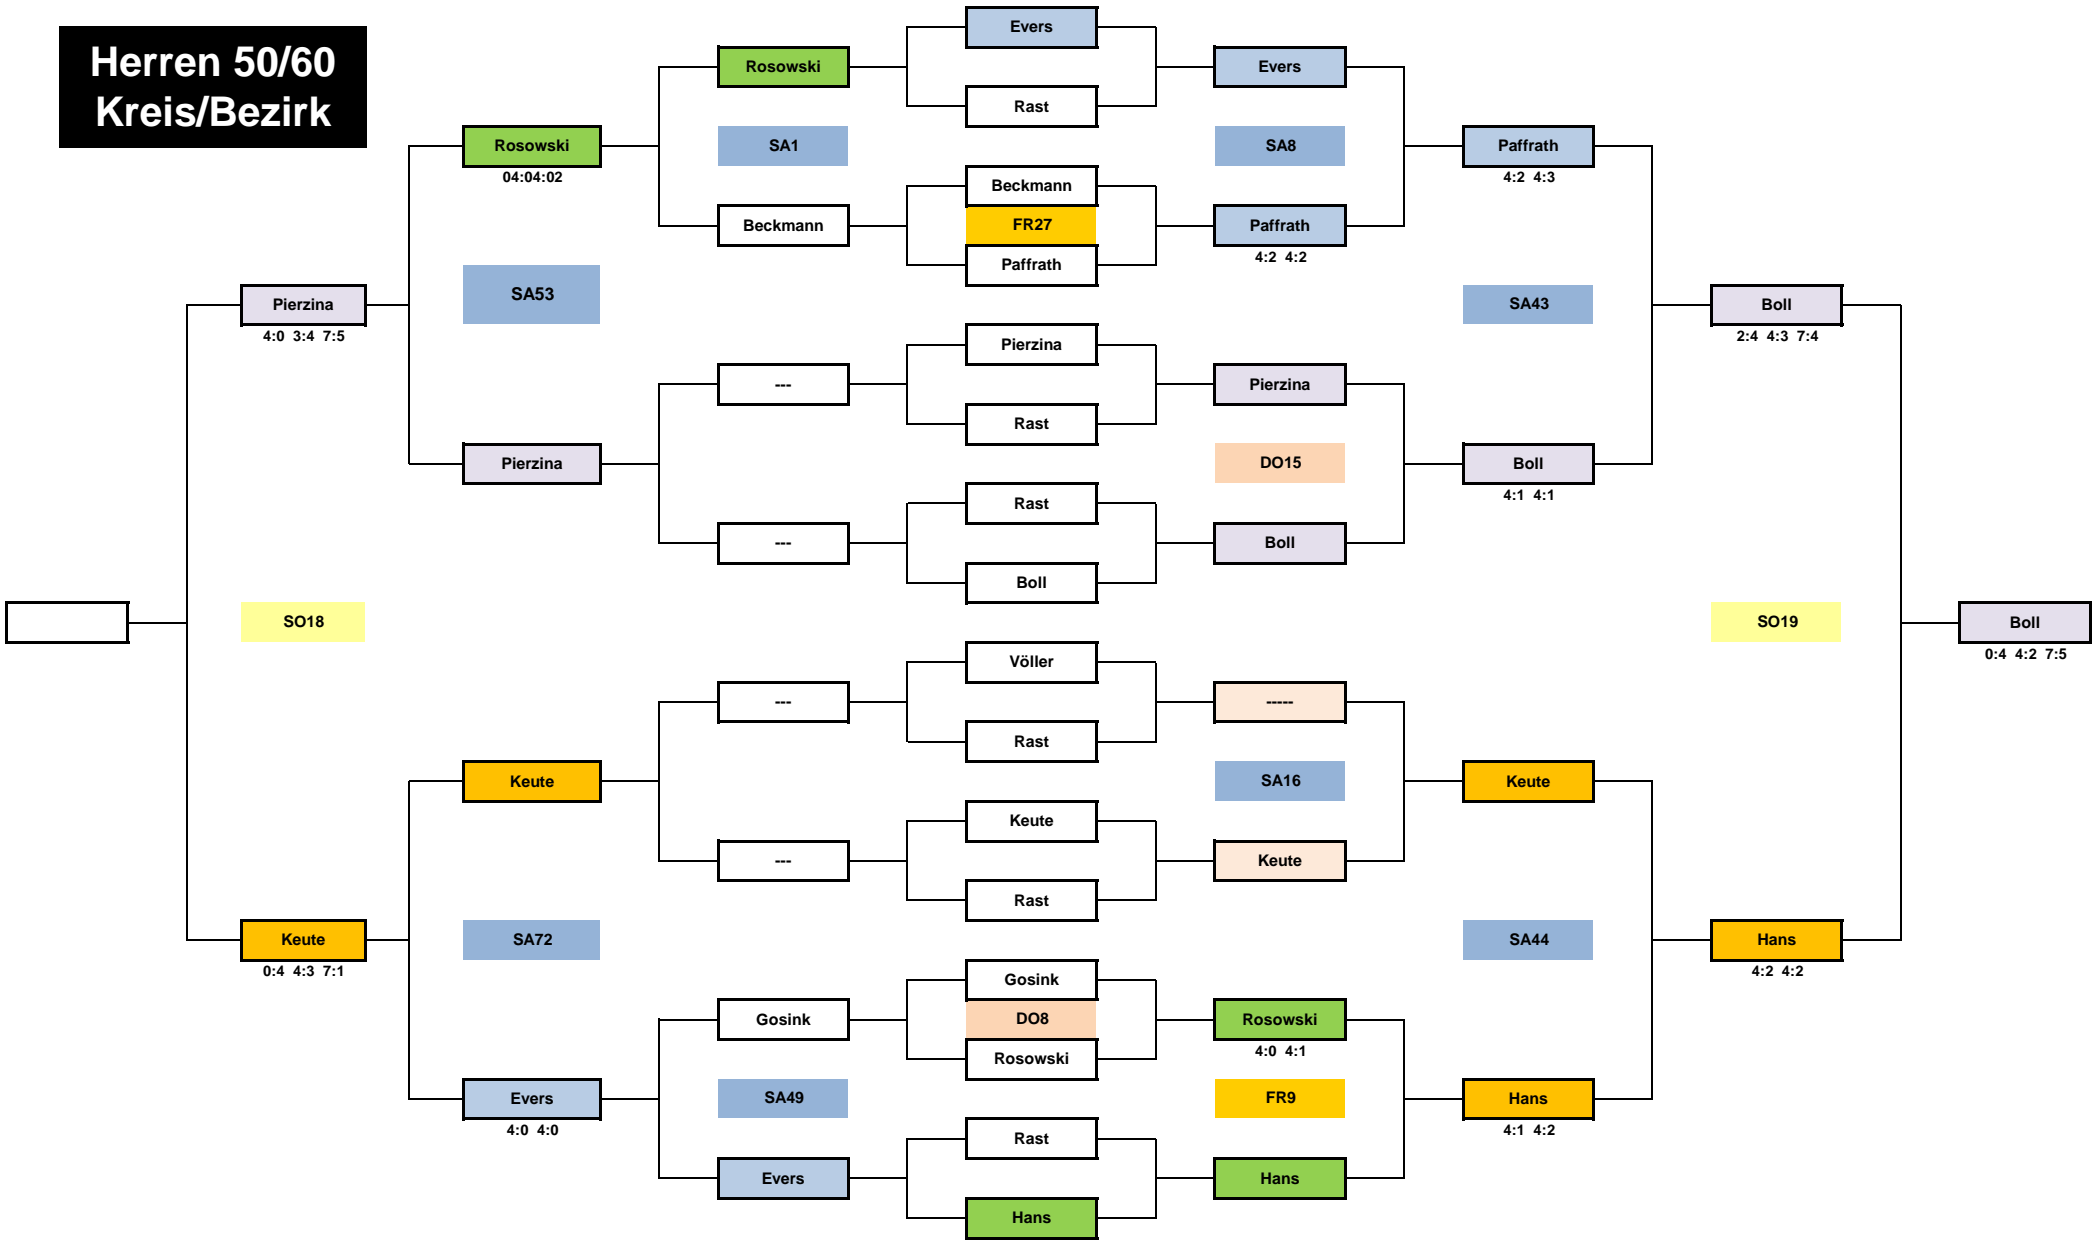 Herren 50/60
Kreis/Bezirk
Evers
Rosowski
Evers
Rast
Rosowski
SA1
SA8
Paffrath
04:04:02
4:2 4:3
Beckmann
Beckmann
FR27
Paffrath
4:2 4:2
Paffrath
Pierzina
SA53
SA43
Boll
4:0 3:4 7:5
2:4 4:3 7:4
Pierzina
---
Pierzina
Rast
Pierzina
DO15
Boll
4:1 4:1
Rast
---
Boll
Boll
SO18
SO19
Boll
0:4 4:2 7:5
Völler
---
-----
Rast
Keute
SA16
Keute
Keute
---
Keute
Rast
Keute
SA72
SA44
Hans
0:4 4:3 7:1
4:2 4:2
Gosink
Gosink
DO8
Rosowski
4:0 4:1
Rosowski
Evers
SA49
FR9
Hans
4:0 4:0
4:1 4:2
Rast
Evers
Hans
Hans